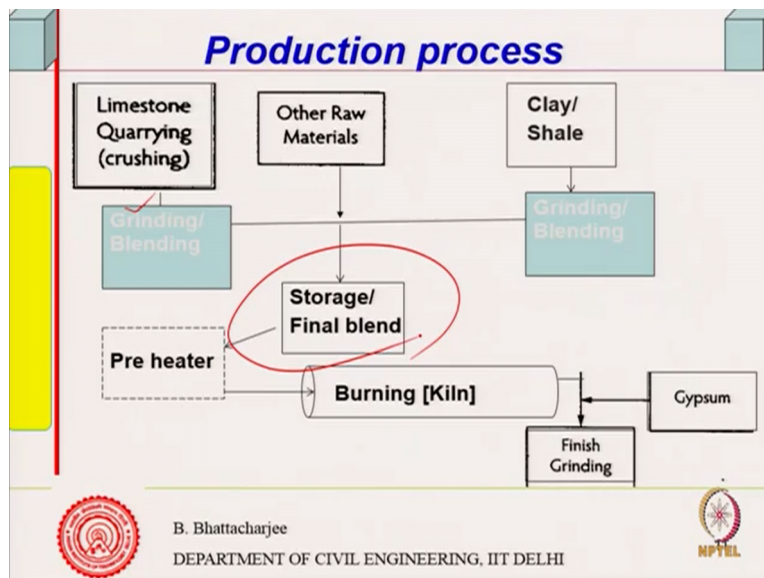 Production process
Limestone
Quarrying
(crushing)
Other Raw
Materials
Clay/
Shale
Grinding/
Blending
Grinding/
Blending
Storage/
Final blend
Pre heater
Burning [Kiln]
Gypsum
Finish
Grinding
B. Bhattacharjee
DEPARTMENT OF CIVIL ENGINEERING, IIT DELHI
NPTEL